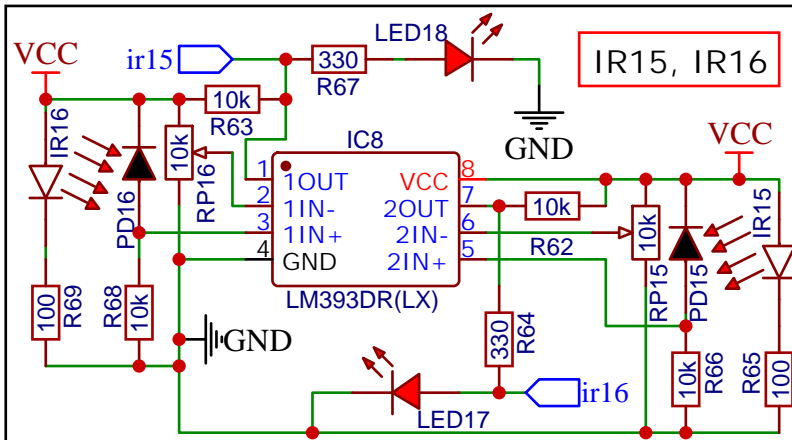 LED18
ir15
VCC
330
R67
IR15, IR16
10k
R63
IR16
GND
VCC
IC8
PD16
10k
RP16
1
1OUT
VCC
8
2
1IN-
2OUT
7
10k
3
1IN+
2IN-
6
R62
4
GND
2IN+
5
10k
RP15
PD15
IR15
LM393DR(LX)
100
R69
R68
10k
GND
330
R64
10k
R66
R65
100
LED17
ir16